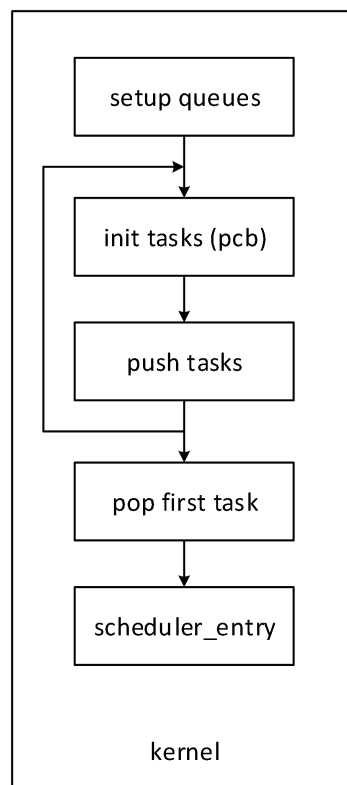 setup queues
init tasks (pcb)
push tasks
pop first task
scheduler_entry
kernel